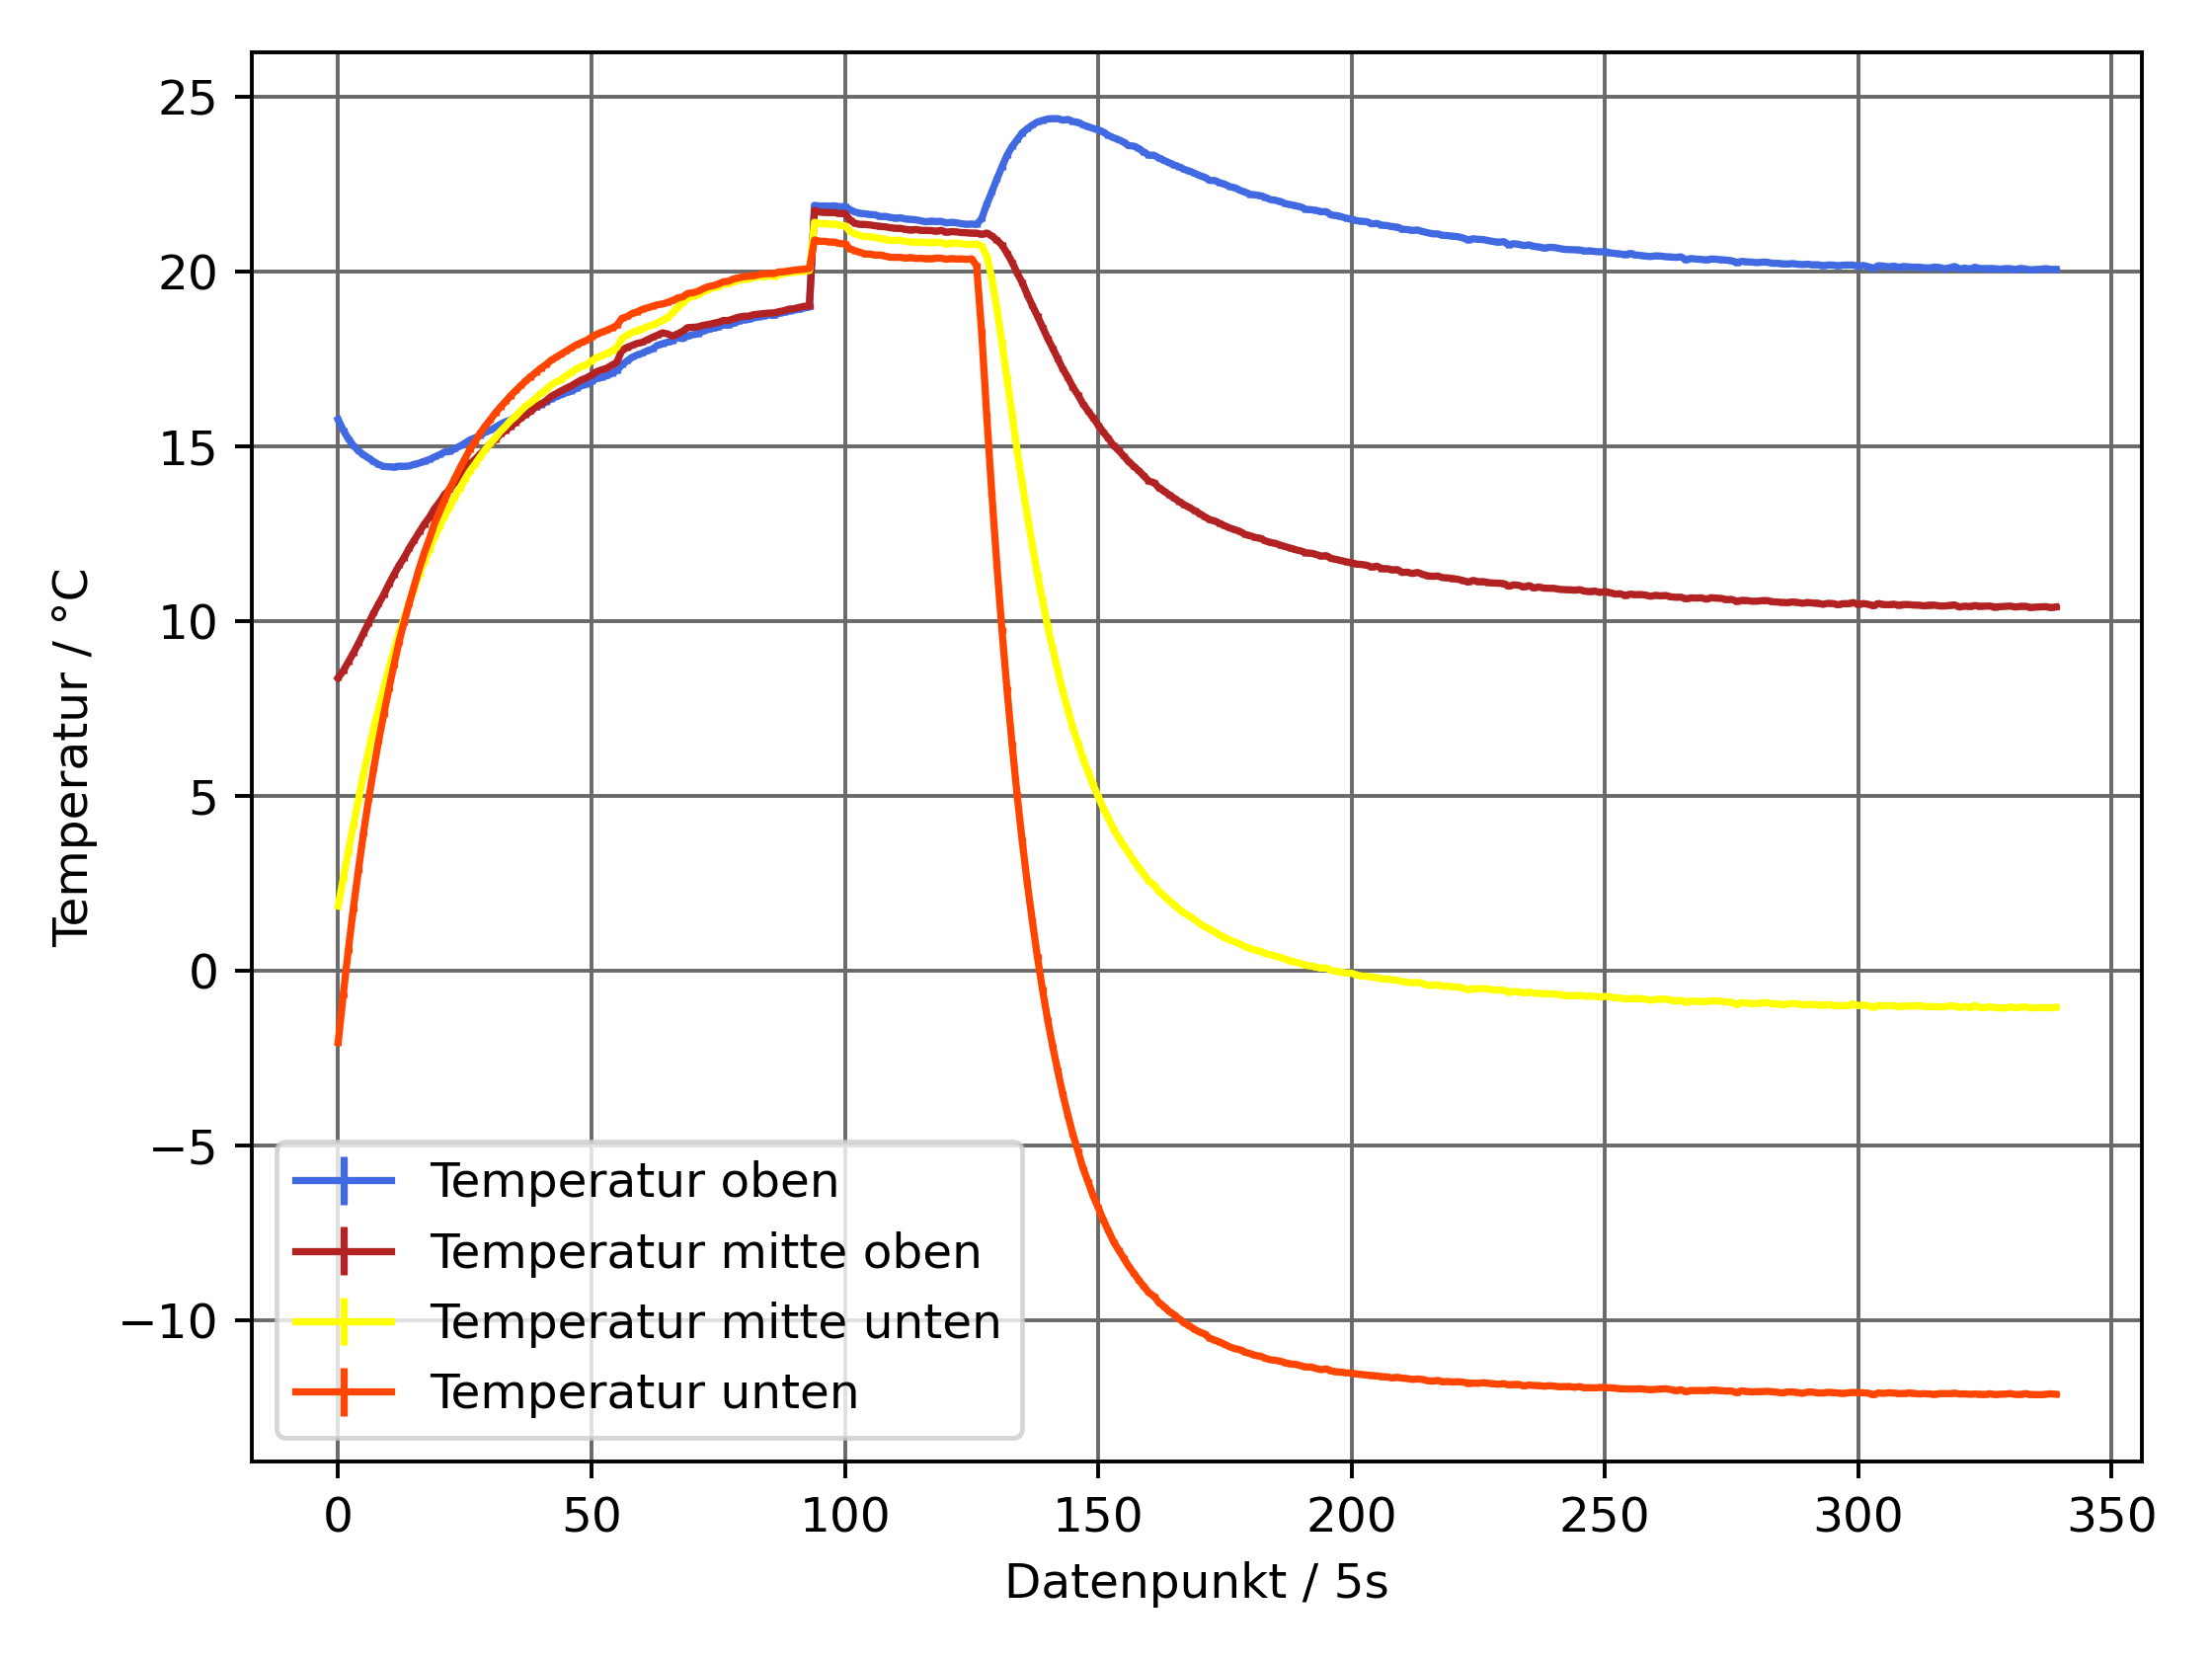 25
20
15
10
5
0
−5
−10
Temperatur / °C
Temperatur oben
Temperatur mitte oben
Temperatur mitte unten
Temperatur unten
0 50 100 150 200 250 300 350
Datenpunkt / 5s